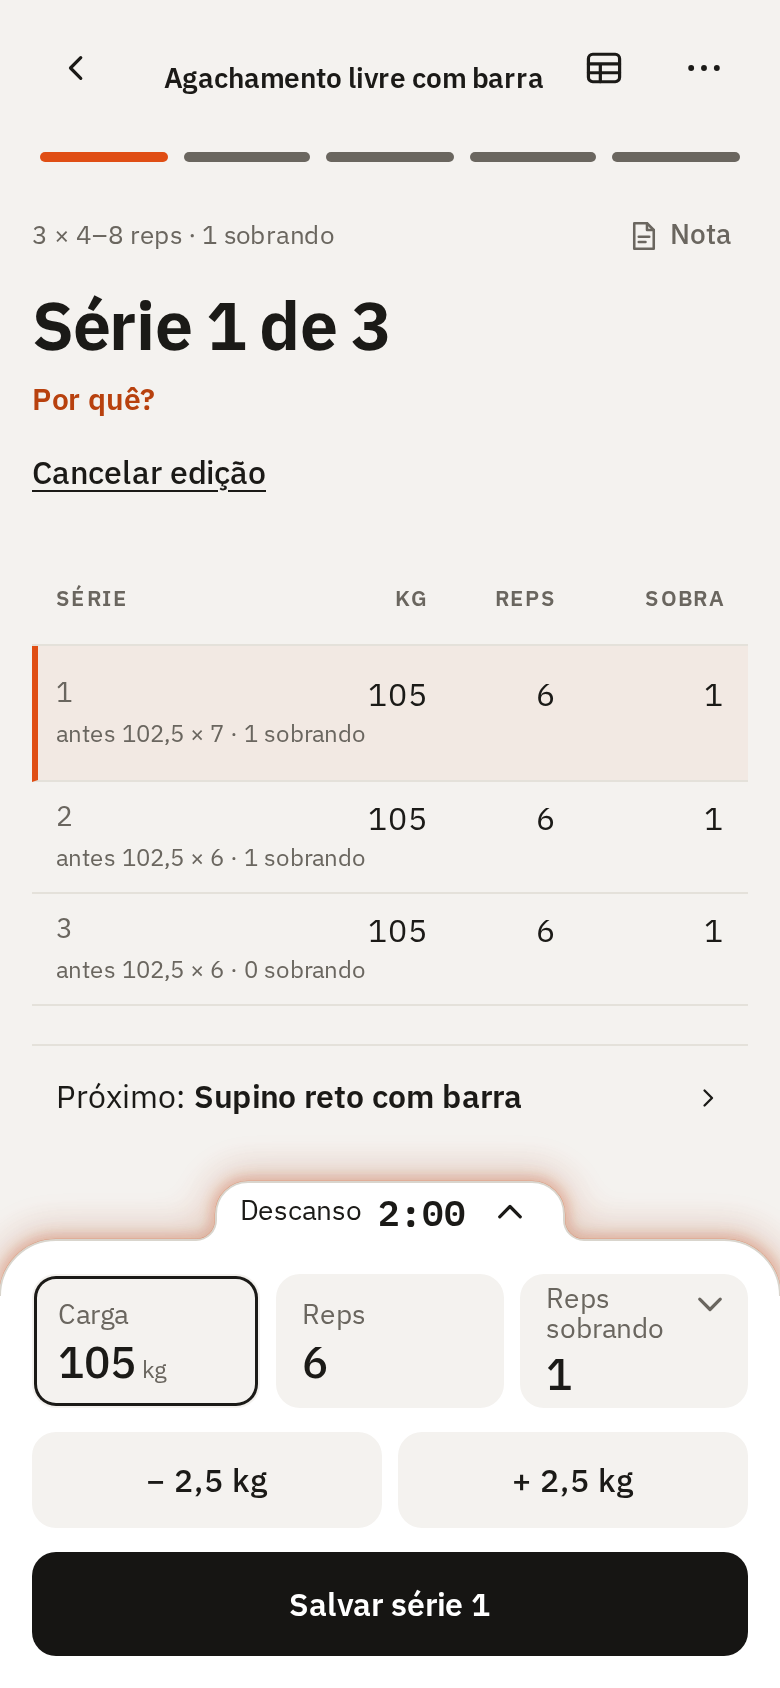 Agachamento livre com barra
3 × 4–8 reps · 1 sobrando
Nota
Série 1 de 3
Por quê?
Cancelar edição
SÉRIE KG REPS SOBRA
1 105 6 1
antes 102,5 × 7 · 1 sobrando
2 105 6 1
antes 102,5 × 6 · 1 sobrando
3 105 6 1
antes 102,5 × 6 · 0 sobrando
Próximo: Supino reto com barra
Descanso 2:00
Carga
105 kg
Reps
6
Reps
sobrando
1
– 2,5 kg
+ 2,5 kg
Salvar série 1